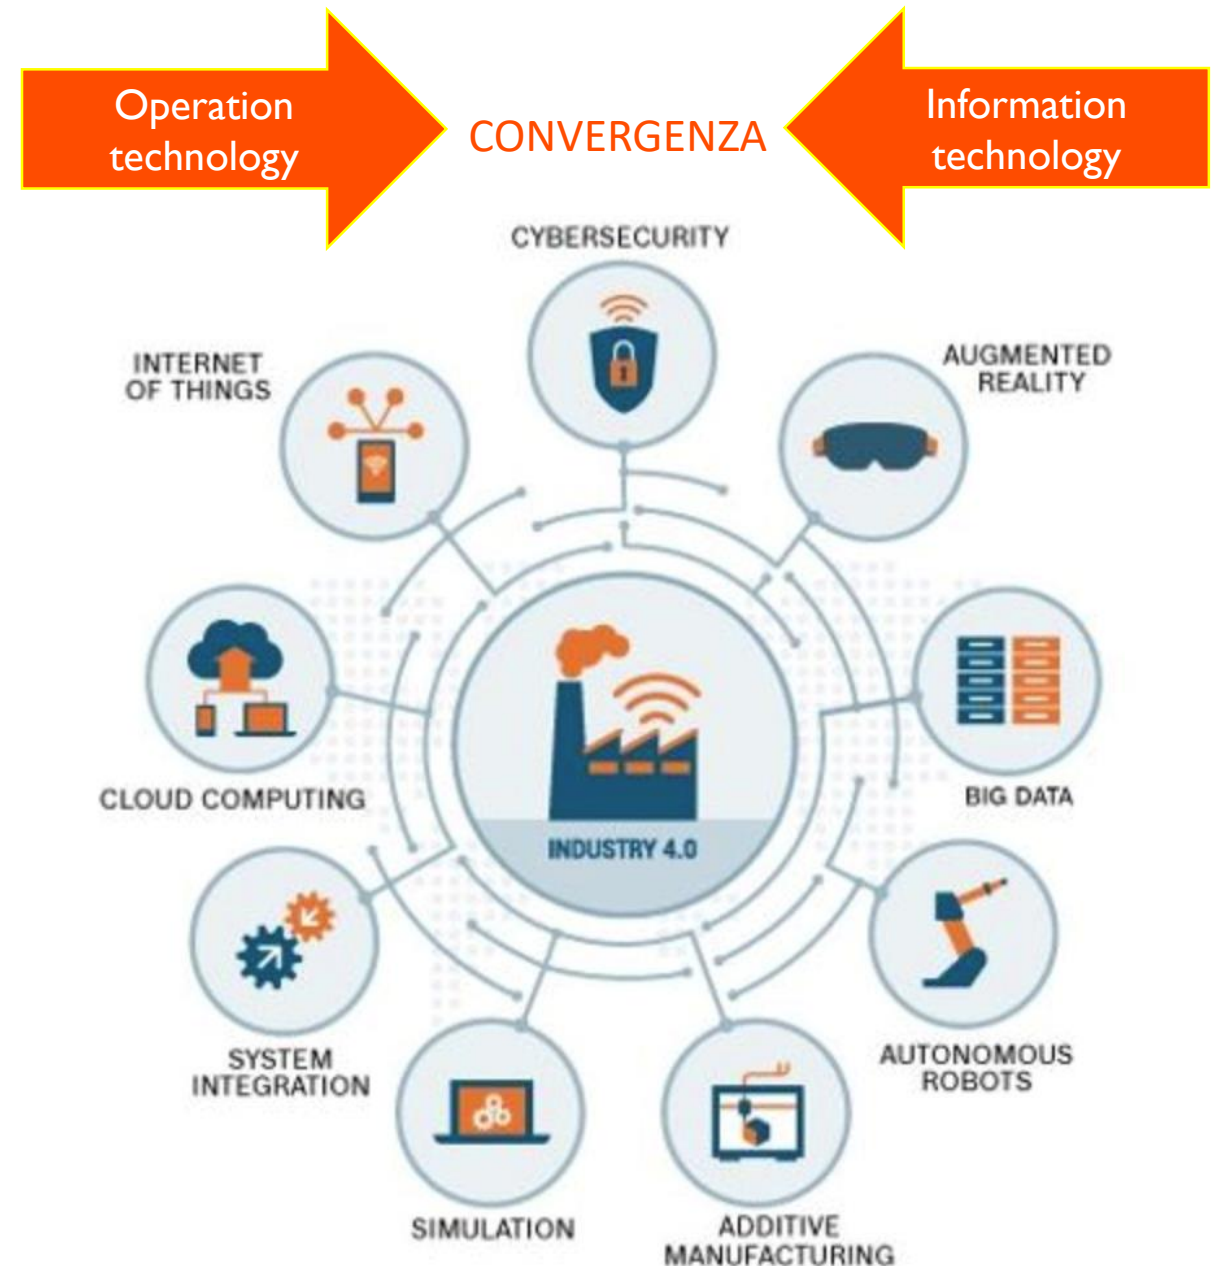 Operation
technology
CONVERGENZA
Information
technology
CYBERSECURITY
INTERNET
OF THINGS
AUGMENTED
REALITY
CLOUD COMPUTING
BIG DATA
INDUSTRY 4.0
SYSTEM
INTEGRATION
AUTONOMOUS
ROBOTS
SIMULATION
ADDITIVE
MANUFACTURING